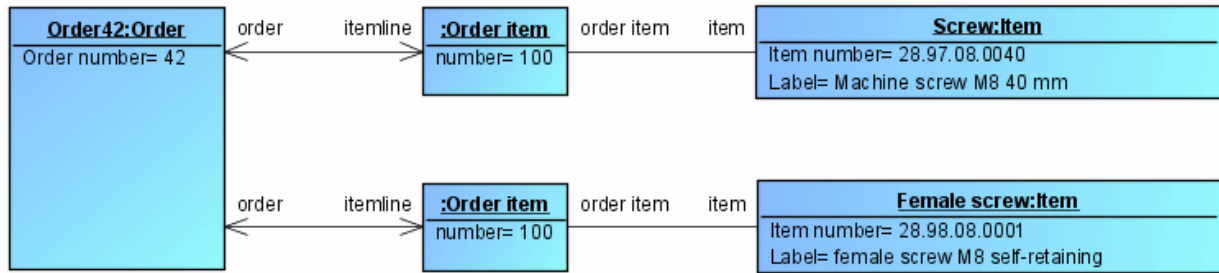 Order42:Order
Order number= 42
order
itemline
:Order item
number= 100
order item
item
Screw:Item
Item number= 28.97.08.0040
Label= Machine screw M8 40 mm
order
itemline
:Order item
number= 100
order item
item
Female screw:Item
Item number= 28.98.08.0001
Label= female screw M8 self-retaining